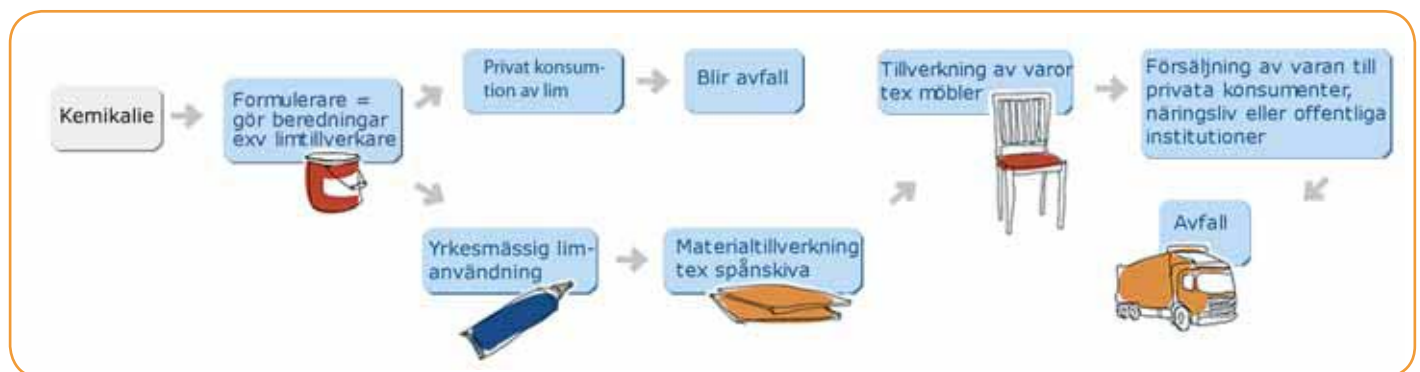 Kemikalie
Formulerare =
gör beredningar
exv limtillverkare
Privat konsum-
tion av lim
Blir avfall
Yrkesmässig lim-
användning
Materialtillverkning
tex spånskiva
Tillverkning av varor
tex möbler
Försäljning av varan till
privata konsumenter,
näringsliv eller offentliga
institutioner
Avfall